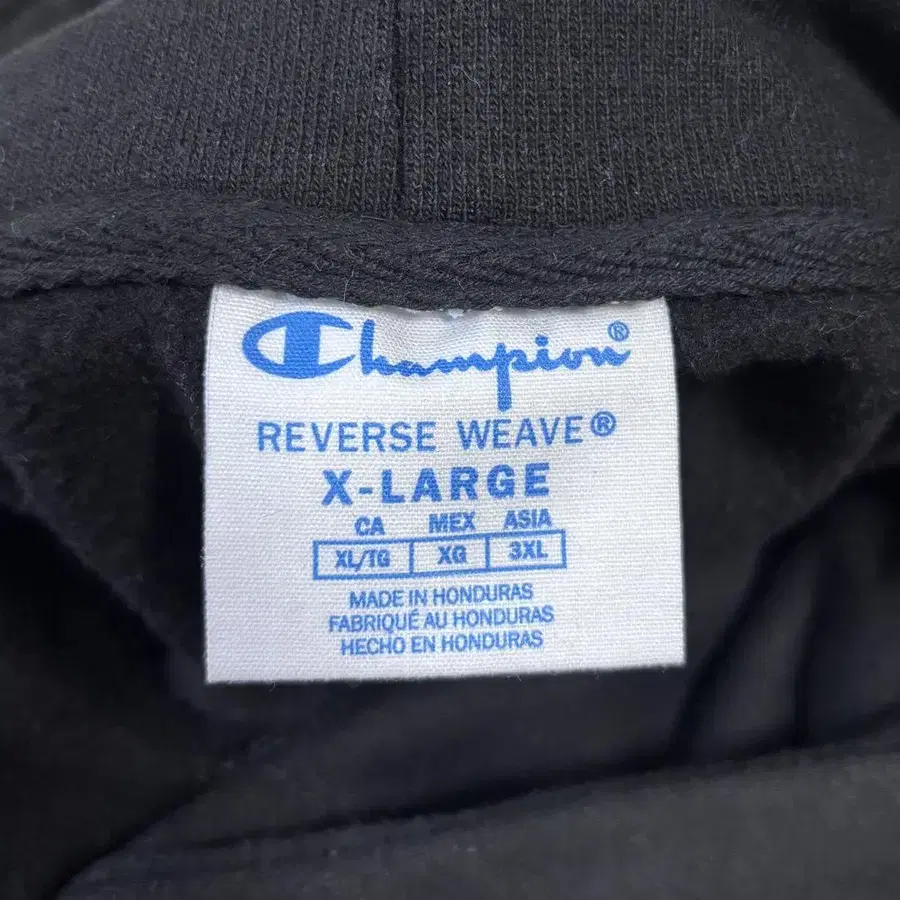 Champion®
REVERSE WEAVE®
X-LARGE
CA MEX ASIA
XL/TG XG 3XL
MADE IN HONDURAS
FABRIQUÉ AU HONDURAS
HECHO EN HONDURAS